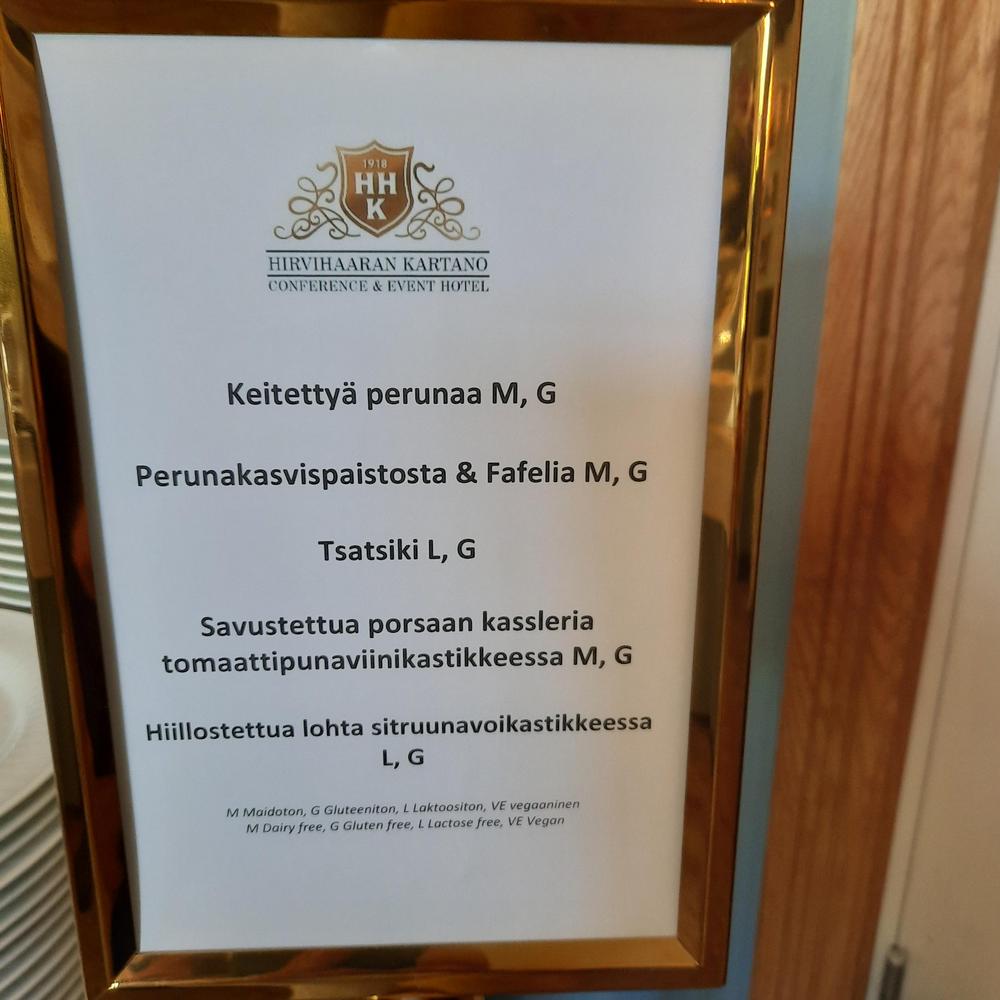 1918
HH
K
HIRVIHAARAN KARTANO
CONFERENCE & EVENT HOTEL
Keitettyä perunaa M, G
Perunakasvispaistosta & Fafelia M, G
Tsatsiki L, G
Savustettua porsaan kassleria
tomaattipunaviinikastikkeessa M, G
Hiillostettua lohta sitruunavoikastikkeessa
L, G
M Maidoton, G Gluteeniton, L Laktoositon, VE vegaaninen
M Dairy free, G Gluten free, L Lactose free, VE Vegan